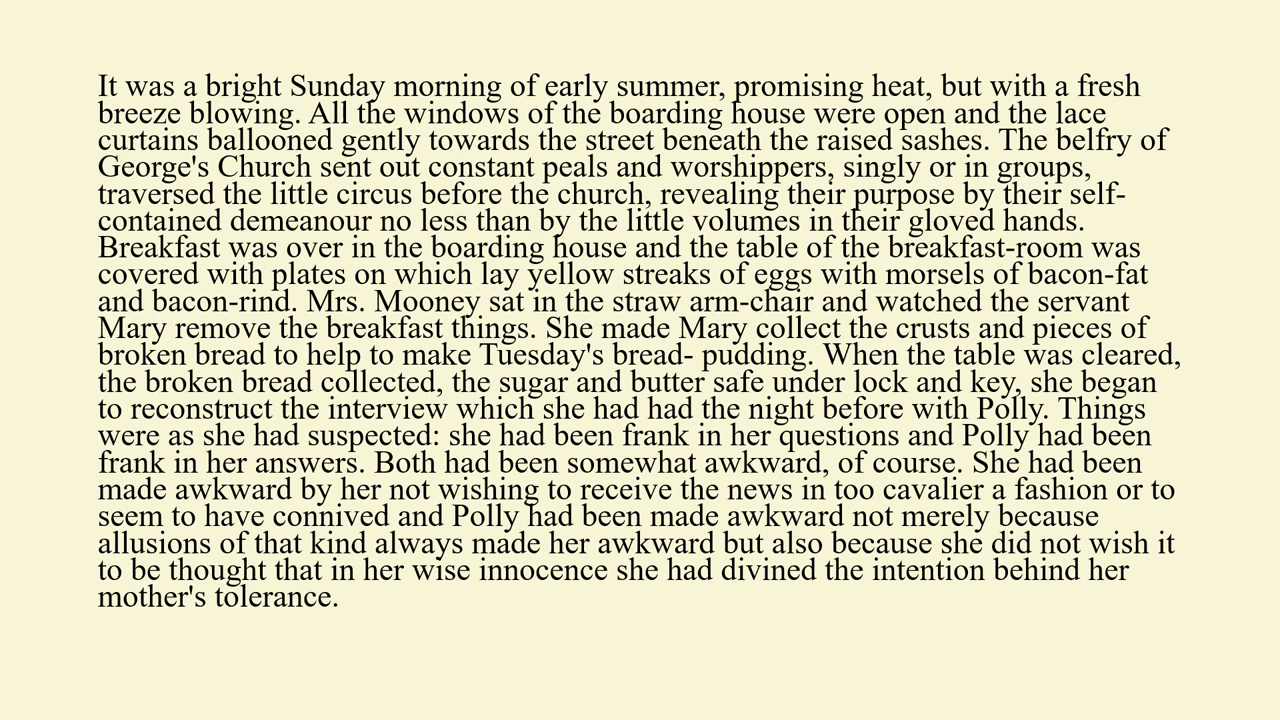 It was a bright Sunday morning of early summer, promising heat, but with a fresh
breeze blowing. All the windows of the boarding house were open and the lace
curtains ballooned gently towards the street beneath the raised sashes. The belfry of
George's Church sent out constant peals and worshippers, singly or in groups,
traversed the little circus before the church, revealing their purpose by their self-
contained demeanour no less than by the little volumes in their gloved hands.
Breakfast was over in the boarding house and the table of the breakfast-room was
covered with plates on which lay yellow streaks of eggs with morsels of bacon-fat
and bacon-rind. Mrs. Mooney sat in the straw arm-chair and watched the servant
Mary remove the breakfast things. She made Mary collect the crusts and pieces of
broken bread to help to make Tuesday's bread- pudding. When the table was cleared,
the broken bread collected, the sugar and butter safe under lock and key, she began
to reconstruct the interview which she had had the night before with Polly. Things
were as she had suspected: she had been frank in her questions and Polly had been
frank in her answers. Both had been somewhat awkward, of course. She had been
made awkward by her not wishing to receive the news in too cavalier a fashion or to
seem to have connived and Polly had been made awkward not merely because
allusions of that kind always made her awkward but also because she did not wish it
to be thought that in her wise innocence she had divined the intention behind her
mother's tolerance.